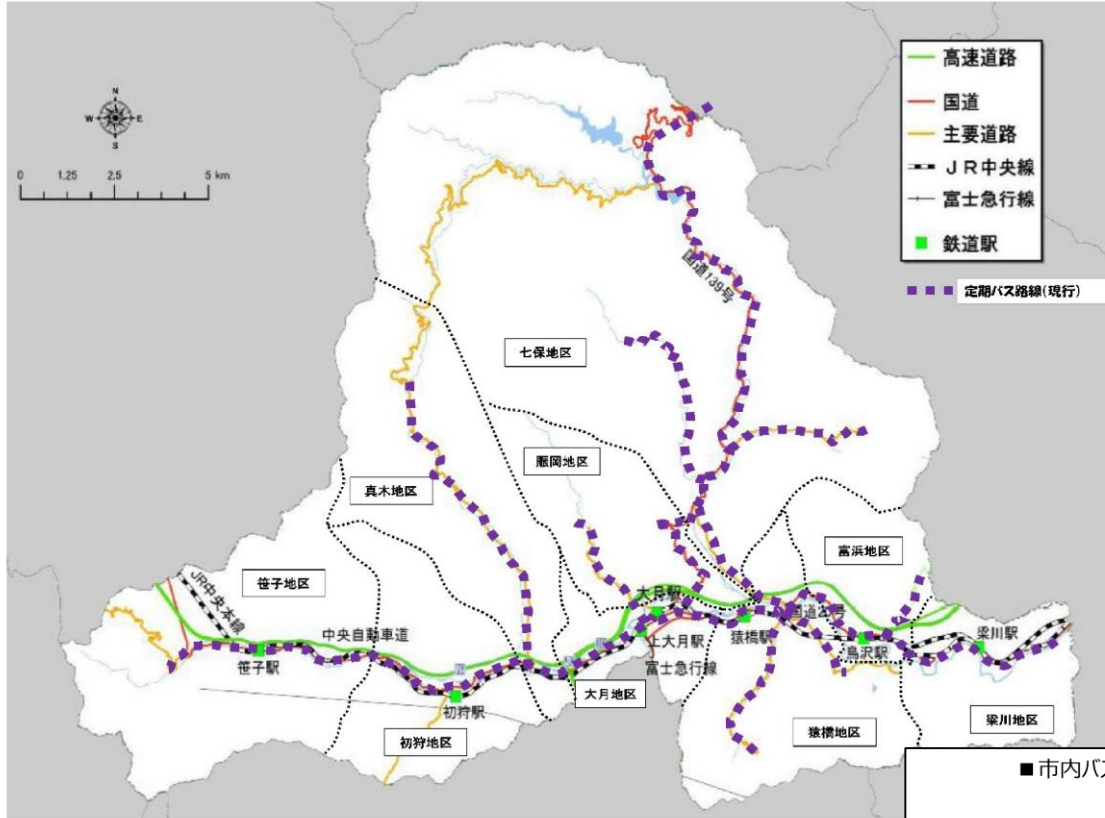 高速道路
国道
主要道路
JR中央線
富士急行線
鉄道駅
定期バス路線(現行)
N
W
E
S
0 1.25 2.5 5 km
国道139号
七保地区
賑岡地区
真木地区
富浜地区
笹子地区
JR中央本線
中央自動車道
大月駅
国道20号
笹子駅
上大月駅
猿橋駅
鳥沢駅
梁川駅
富士急行線
大月地区
初狩駅
初狩地区
猿橋地区
梁川地区
■市内バス